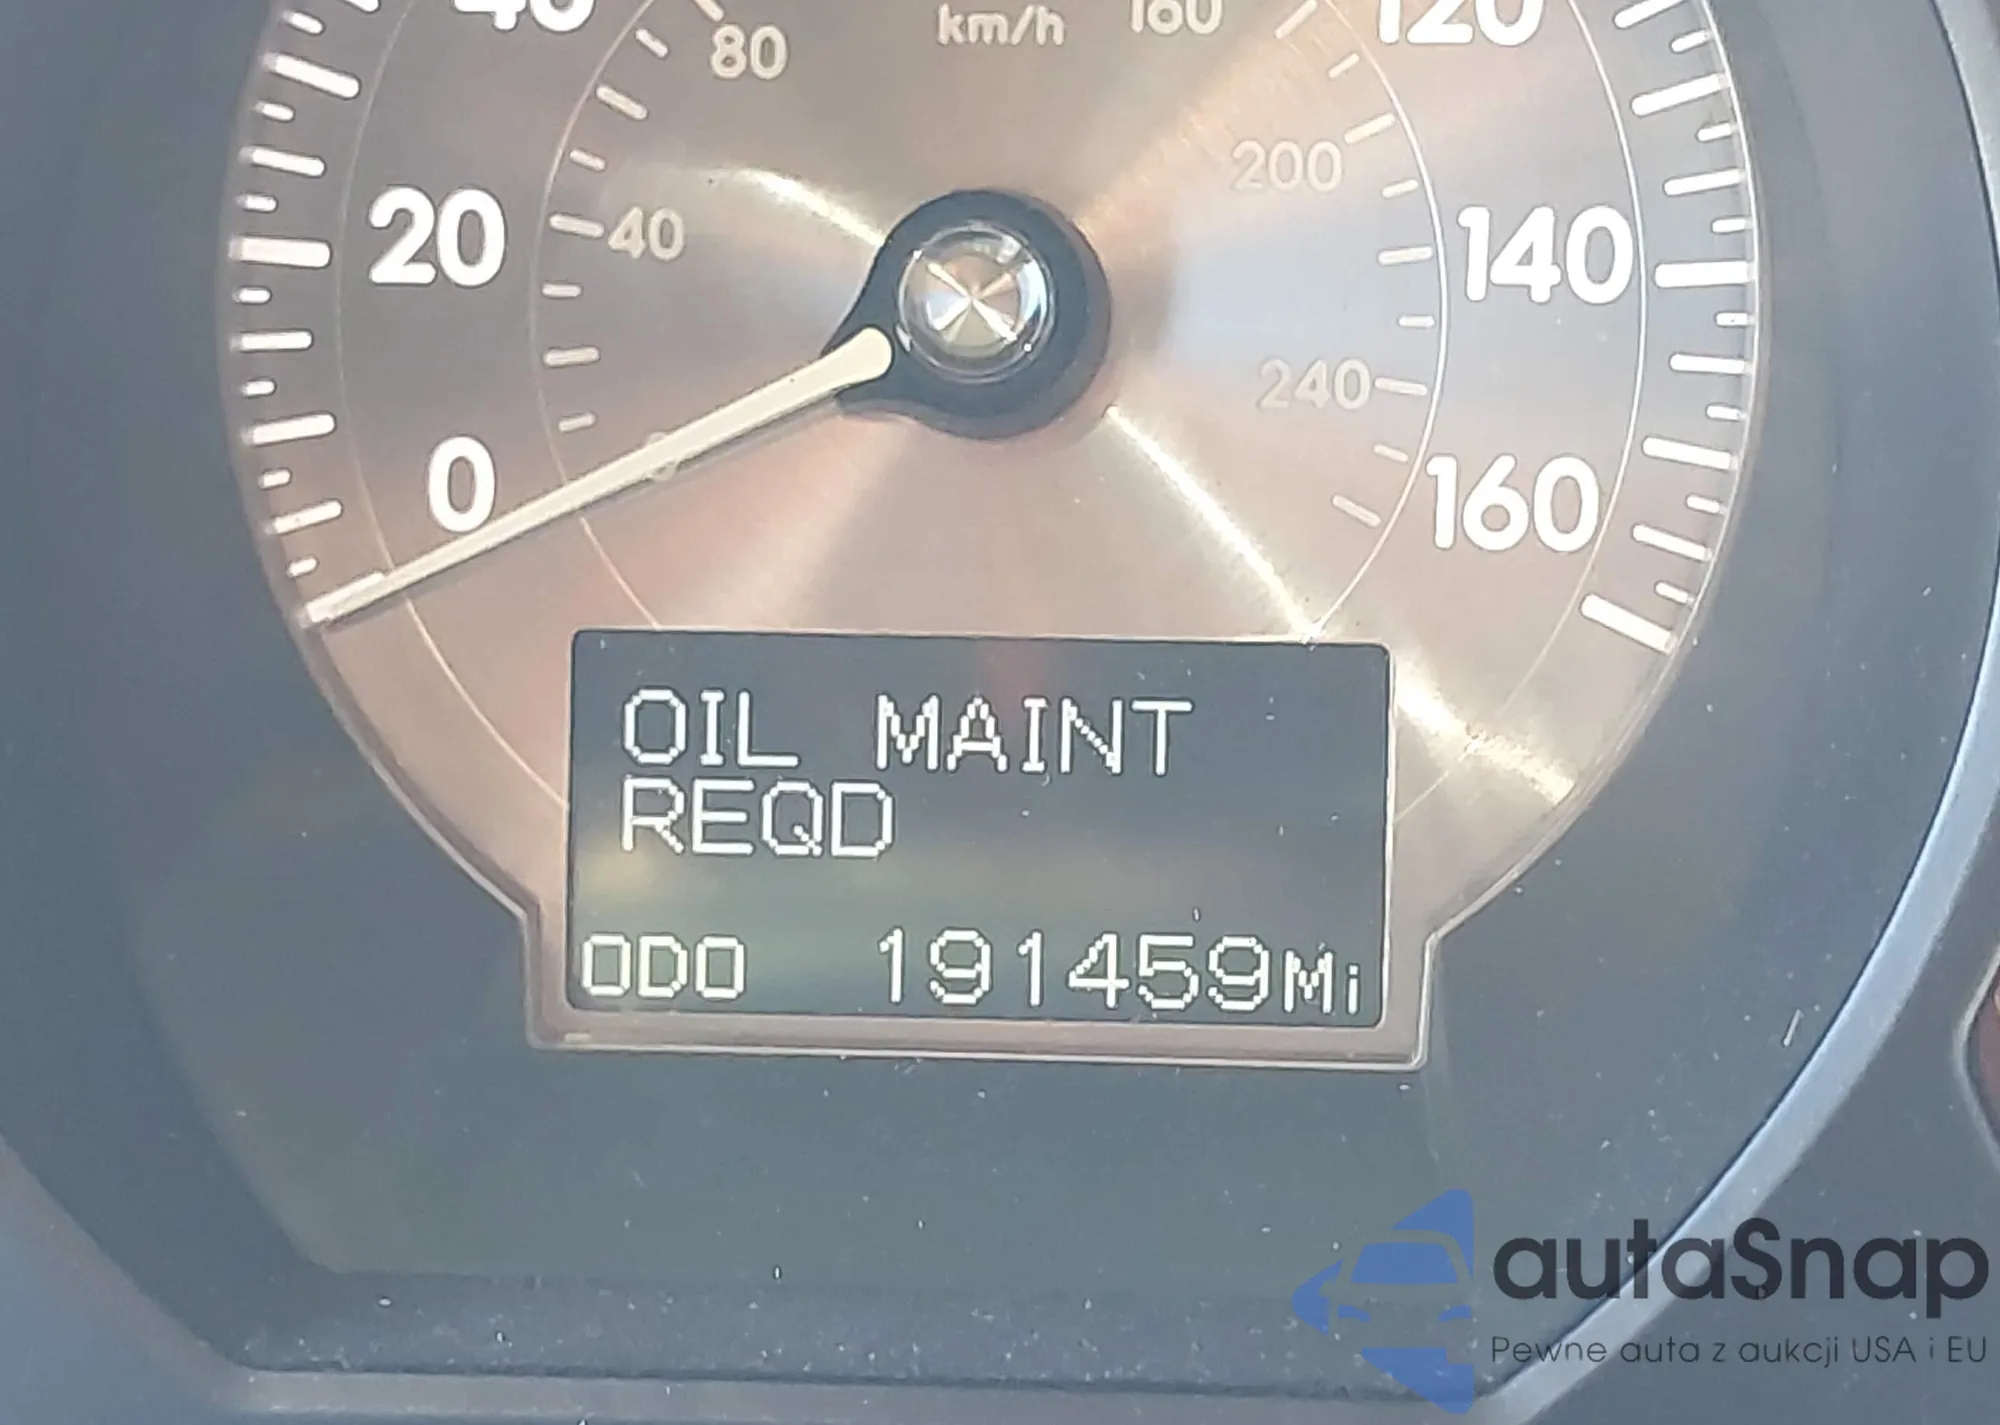 40
80
km/h
160
120
20
40
200
140
240
0
160
OIL MAINT
REQD
ODO 191459Mi
autaSnap
Pewne auta z aukcji USA i EU